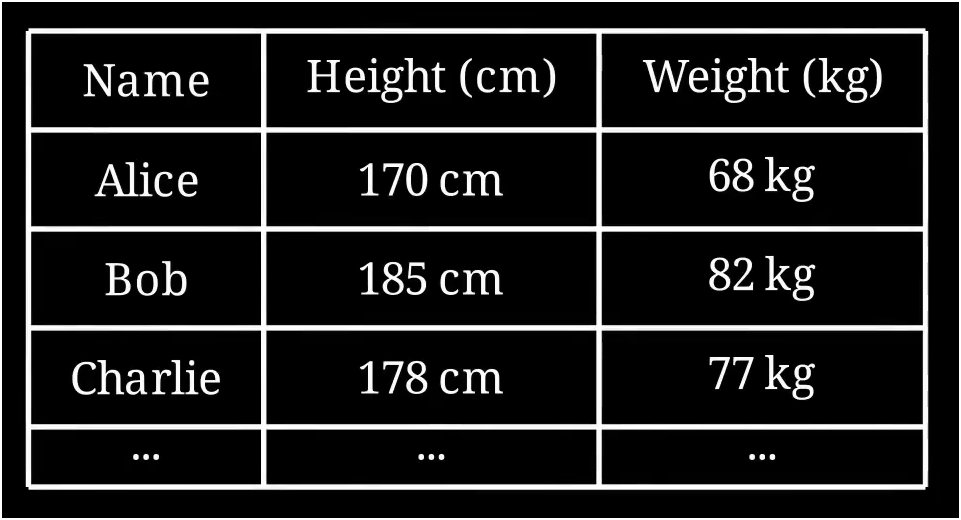 Name Height (cm) Weight (kg)
Alice 170 cm 68 kg
Bob 185 cm 82 kg
Charlie 178 cm 77 kg
... ... ...